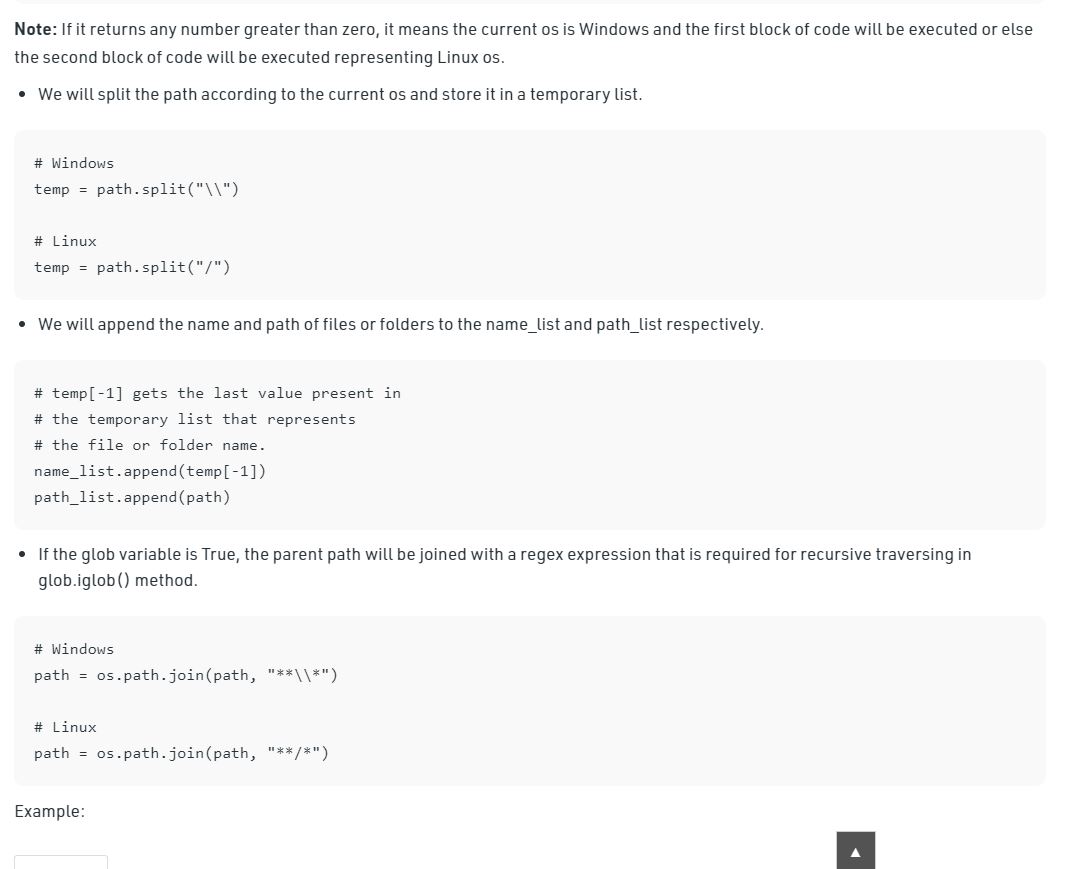 Note: If it returns any number greater than zero, it means the current os is Windows and the first block of code will be executed or else
the second block of code will be executed representing Linux os.
• We will split the path according to the current os and store it in a temporary list.
# Windows
temp = path.split("\\")
# Linux
temp = path.split("/")
• We will append the name and path of files or folders to the name_list and path_list respectively.
# temp[-1] gets the last value present in
# the temporary list that represents
# the file or folder name.
name_list.append(temp[-1])
path_list.append(path)
• If the glob variable is True, the parent path will be joined with a regex expression that is required for recursive traversing in
glob.iglob() method.
# Windows
path = os.path.join(path, "**\\*")
# Linux
path = os.path.join(path, "**/*")
Example: